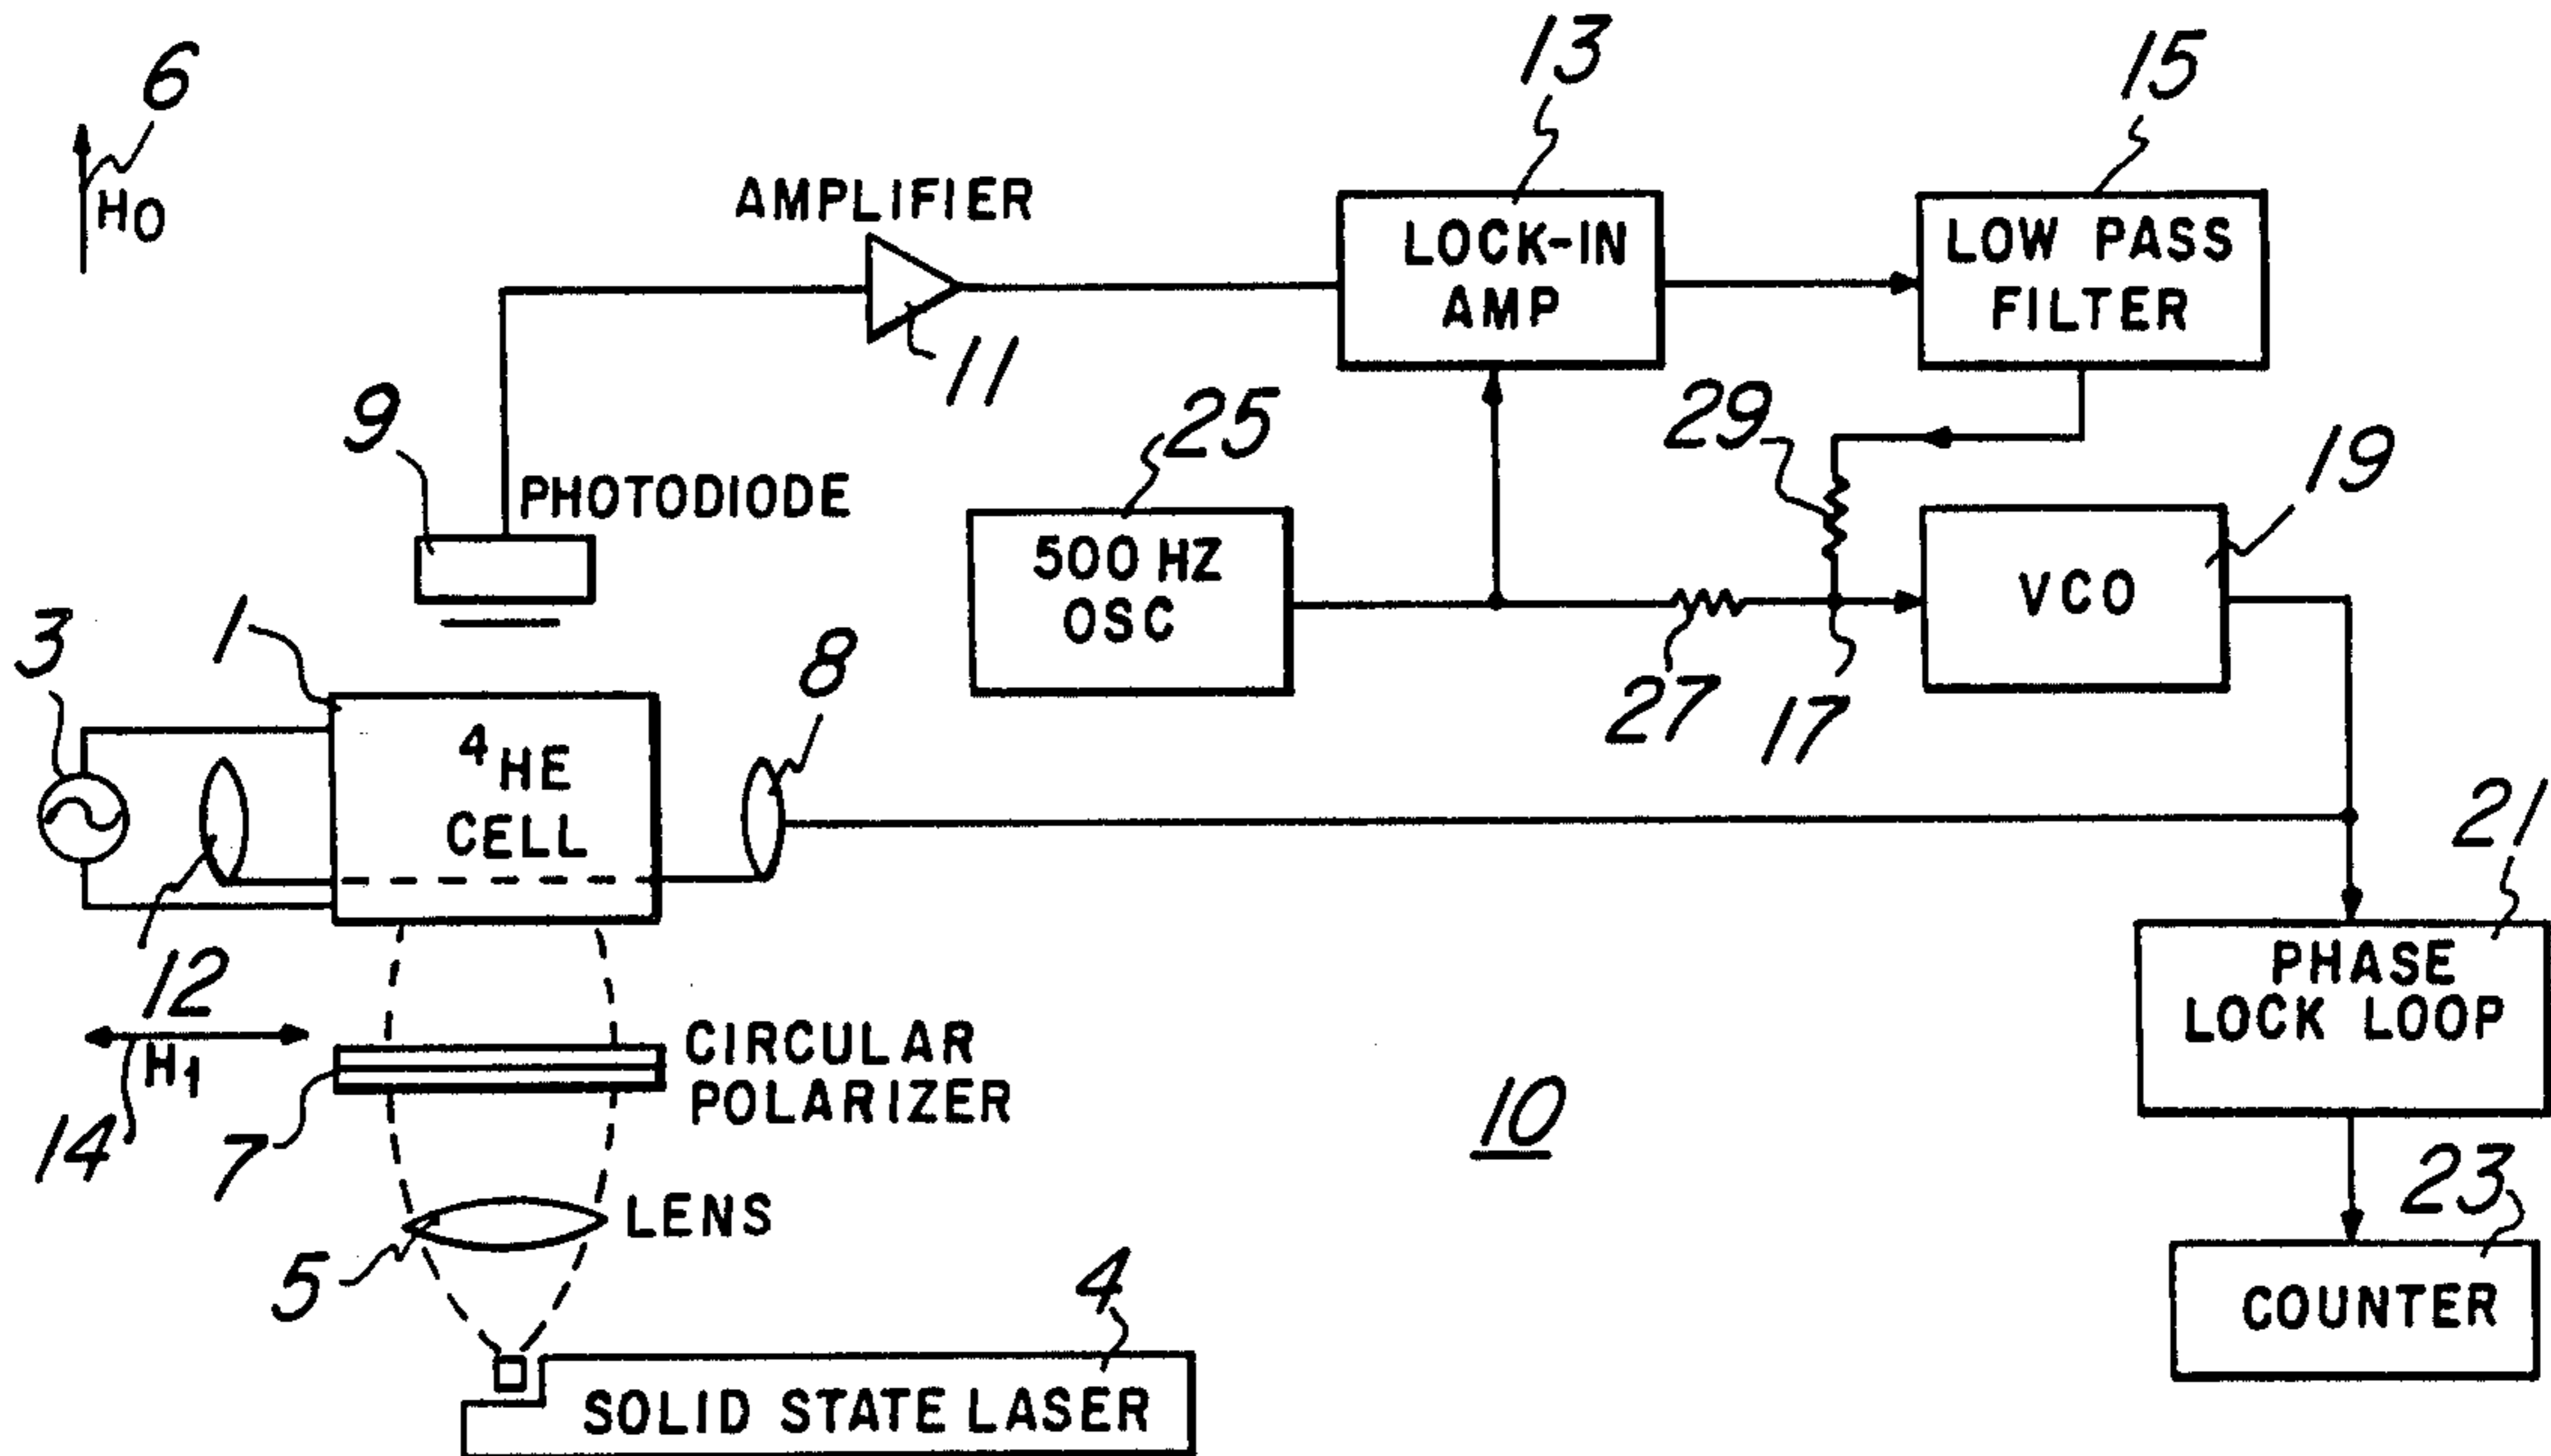 13
15
6
H0
AMPLIFIER
LOCK-IN
AMP
LOW PASS
FILTER
11
9
25
29
19
PHOTODIODE
500 HZ
OSC
VCO
3
1
8
27
17
4HE
CELL
21
12
H1
14
CIRCULAR
POLARIZER
7
PHASE
LOCK LOOP
10
23
LENS
5
4
COUNTER
SOLID STATE LASER